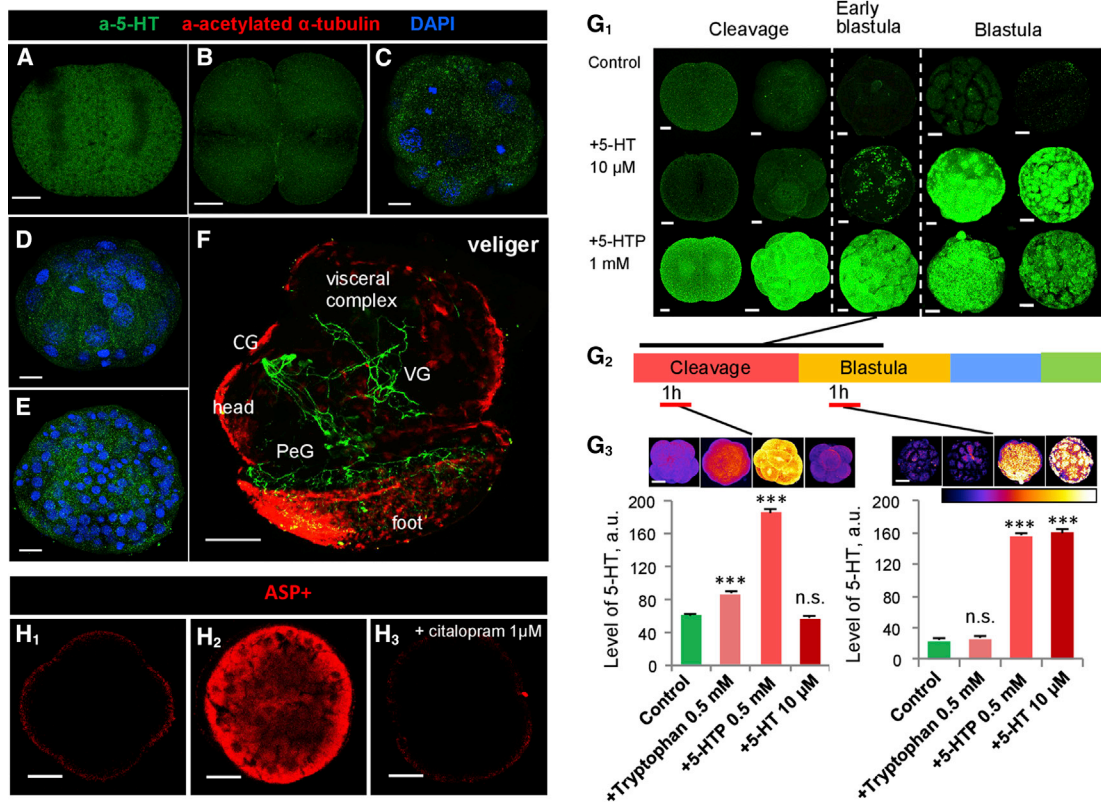 a-5-HT a-acetylated α-tubulin DAPI
A
B
C
D
E
F
veliger
visceral
complex
CG
VG
head
PeG
foot
ASP+
H1
H2
H3
+ citalopram 1µM
G1
Cleavage
Early
blastula
Blastula
Control
+5-HT
10 µM
+5-HTP
1 mM
G2
Cleavage
Blastula
1h
1h
G3
Level of 5-HT, a.u.
200
160
120
80
40
0
***
***
n.s.
Control
+Tryptophan 0.5 mM
+5-HTP 0.5 mM
+5-HT 10 µM
Level of 5-HT, a.u.
200
160
120
80
40
0
n.s.
***
***
Control
+Tryptophan 0.5 mM
+5-HTP 0.5 mM
+5-HT 10 µM